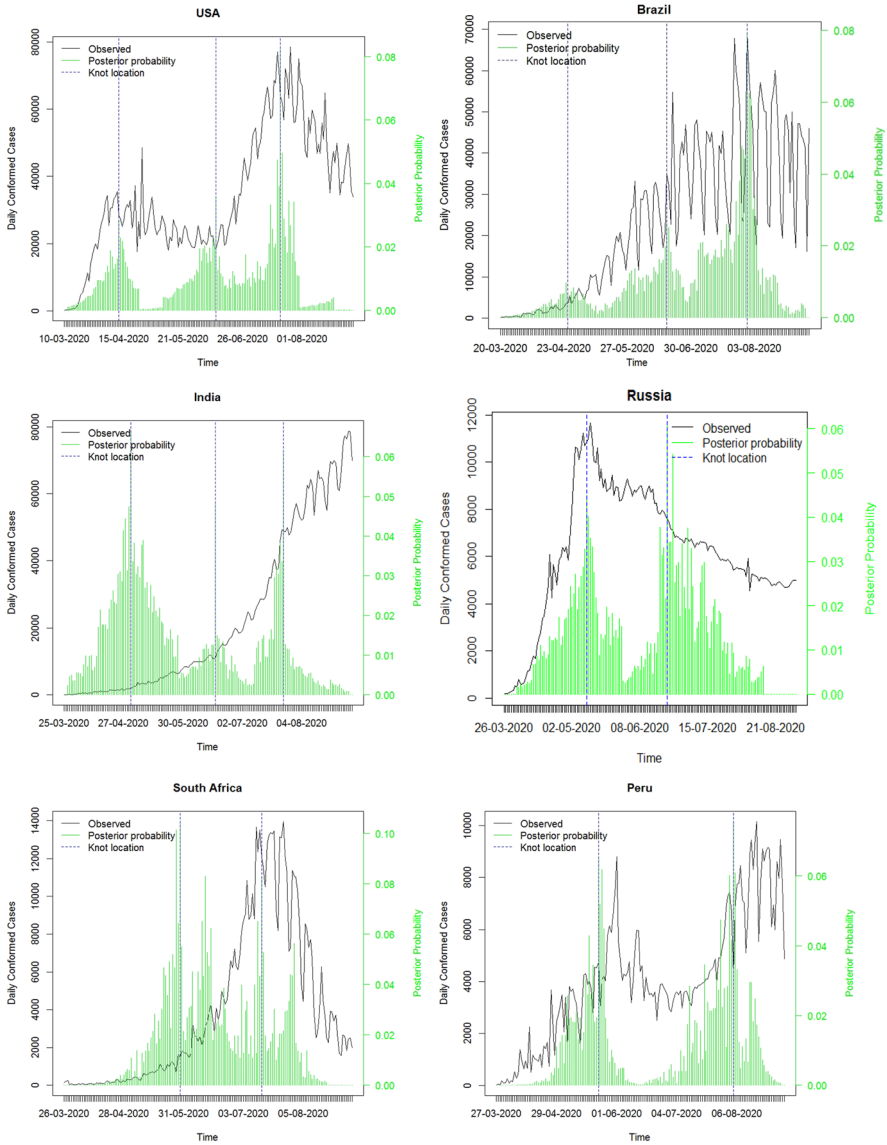 USA
Observed
Posterior probability
Knot location
Daily Conformed Cases
0
20000
40000
60000
80000
0.00
0.02
0.04
0.06
0.08
Posterior Probability
10-03-2020
15-04-2020
21-05-2020
26-06-2020
01-08-2020
Time
Brazil
Observed
Posterior probability
Knot location
Daily Conformed Cases
0
10000
20000
30000
40000
50000
60000
70000
0.00
0.02
0.04
0.06
0.08
Posterior Probability
20-03-2020
23-04-2020
27-05-2020
30-06-2020
03-08-2020
Time
India
Observed
Posterior probability
Knot location
Daily Conformed Cases
0
20000
40000
60000
80000
0.00
0.01
0.02
0.03
0.04
0.05
0.06
Posterior Probability
25-03-2020
27-04-2020
30-05-2020
02-07-2020
04-08-2020
Time
Russia
Observed
Posterior probability
Knot location
Daily Conformed Cases
0
2000
4000
6000
8000
10000
12000
0.00
0.01
0.02
0.03
0.04
0.05
0.06
Posterior Probability
26-03-2020
02-05-2020
08-06-2020
15-07-2020
21-08-2020
Time
South Africa
Observed
Posterior probability
Knot location
Daily Conformed Cases
0
2000
4000
6000
8000
10000
12000
14000
0.00
0.02
0.04
0.06
0.08
0.10
Posterior Probability
26-03-2020
28-04-2020
31-05-2020
03-07-2020
05-08-2020
Time
Peru
Observed
Posterior probability
Knot location
Daily Conformed Cases
0
2000
4000
6000
8000
10000
0.00
0.02
0.04
0.06
Posterior Probability
27-03-2020
29-04-2020
01-06-2020
04-07-2020
06-08-2020
Time